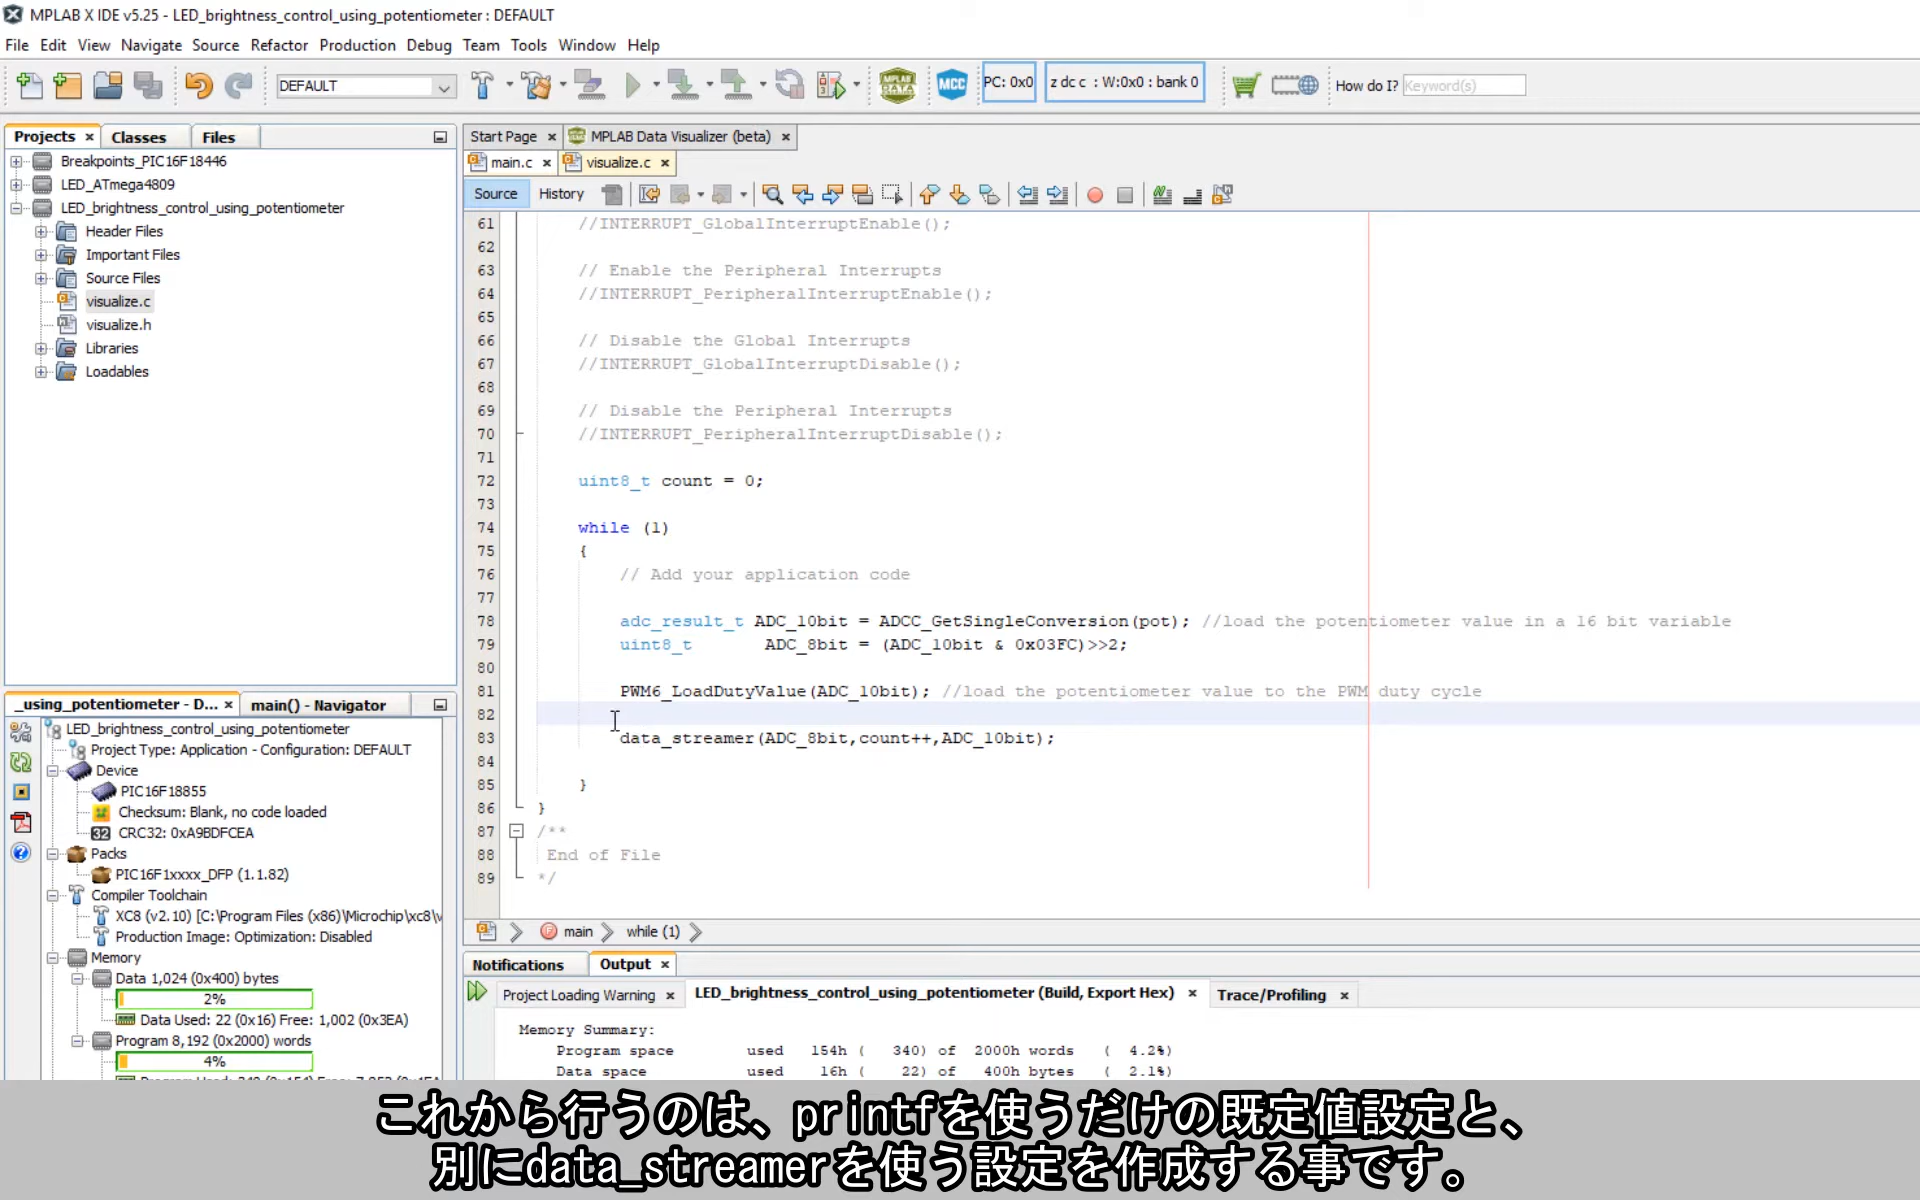 MPLAB X IDE v5.25 - LED_brightness_control_using_potentiometer : DEFAULT
File Edit View Navigate Source Refactor Production Debug Team Tools Window Help
DEFAULT
MPLAB DATA
MCC
PC: 0x0
z dc c : W:0x0 : bank 0
How do I? Keyword(s)
Projects Classes Files
Breakpoints_PIC16F18446
LED_ATmega4809
LED_brightness_control_using_potentiometer
Header Files
Important Files
Source Files
visualize.c
visualize.h
Libraries
Loadables
Start Page MPLAB Data Visualizer (beta)
main.c visualize.c
Source History
61 //INTERRUPT_GlobalInterruptEnable();
62
63 // Enable the Peripheral Interrupts
64 //INTERRUPT_PeripheralInterruptEnable();
65
66 // Disable the Global Interrupts
67 //INTERRUPT_GlobalInterruptDisable();
68
69 // Disable the Peripheral Interrupts
70 //INTERRUPT_PeripheralInterruptDisable();
71
72 uint8_t count = 0;
73
74 while (1)
75 {
76 // Add your application code
77
78 adc_result_t ADC_10bit = ADCC_GetSingleConversion(pot); //load the potentiometer value in a 16 bit variable
79 uint8_t ADC_8bit = (ADC_10bit & 0x03FC)>>2;
80
81 PWM6_LoadDutyValue(ADC_10bit); //load the potentiometer value to the PWM duty cycle
82
83 data_streamer(ADC_8bit,count++,ADC_10bit);
84
85 }
86 }
87 /**
88 End of File
89 */
main while (1)
_using_potentiometer - D... main() - Navigator
LED_brightness_control_using_potentiometer
Project Type: Application - Configuration: DEFAULT
Device
PIC16F18855
Checksum: Blank, no code loaded
32 CRC32: 0xA9BDFCEA
Packs
PIC16F1xxxx_DFP (1.1.82)
Compiler Toolchain
XC8 (v2.10) [C:\Program Files (x86)\Microchip\xc8\v
Production Image: Optimization: Disabled
Memory
Data 1,024 (0x400) bytes
2%
Data Used: 22 (0x16) Free: 1,002 (0x3EA)
Program 8,192 (0x2000) words
4%
Notifications Output
Project Loading Warning LED_brightness_control_using_potentiometer (Build, Export Hex) Trace/Profiling
Memory Summary:
Program space used 154h ( 340) of 2000h words ( 4.2%)
Data space used 16h ( 22) of 400h bytes ( 2.1%)
これから行うのは、printfを使うだけの既定値設定と、
別にdata_streamerを使う設定を作成する事です。